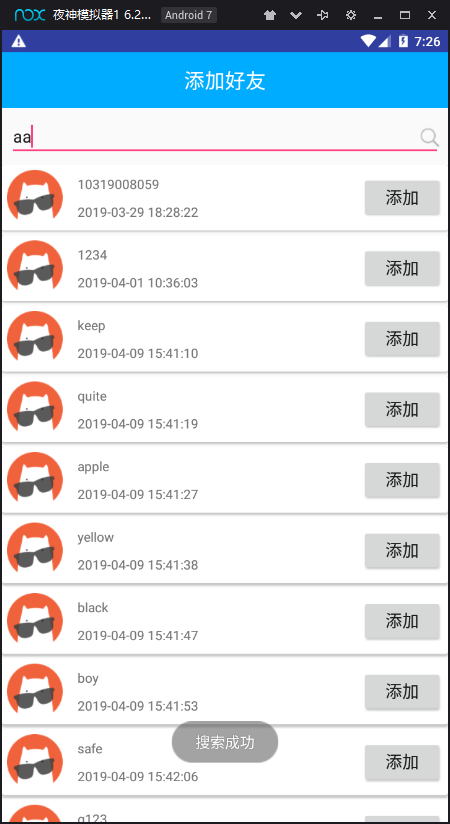 nox 夜神模拟器1 6.2... Android 7
7:26
添加好友
aa
10319008059
2019-03-29 18:28:22
添加
1234
2019-04-01 10:36:03
添加
keep
2019-04-09 15:41:10
添加
quite
2019-04-09 15:41:19
添加
apple
2019-04-09 15:41:27
添加
yellow
2019-04-09 15:41:38
添加
black
2019-04-09 15:41:47
添加
boy
2019-04-09 15:41:53
添加
搜索成功
safe
2019-04-09 15:42:06
添加